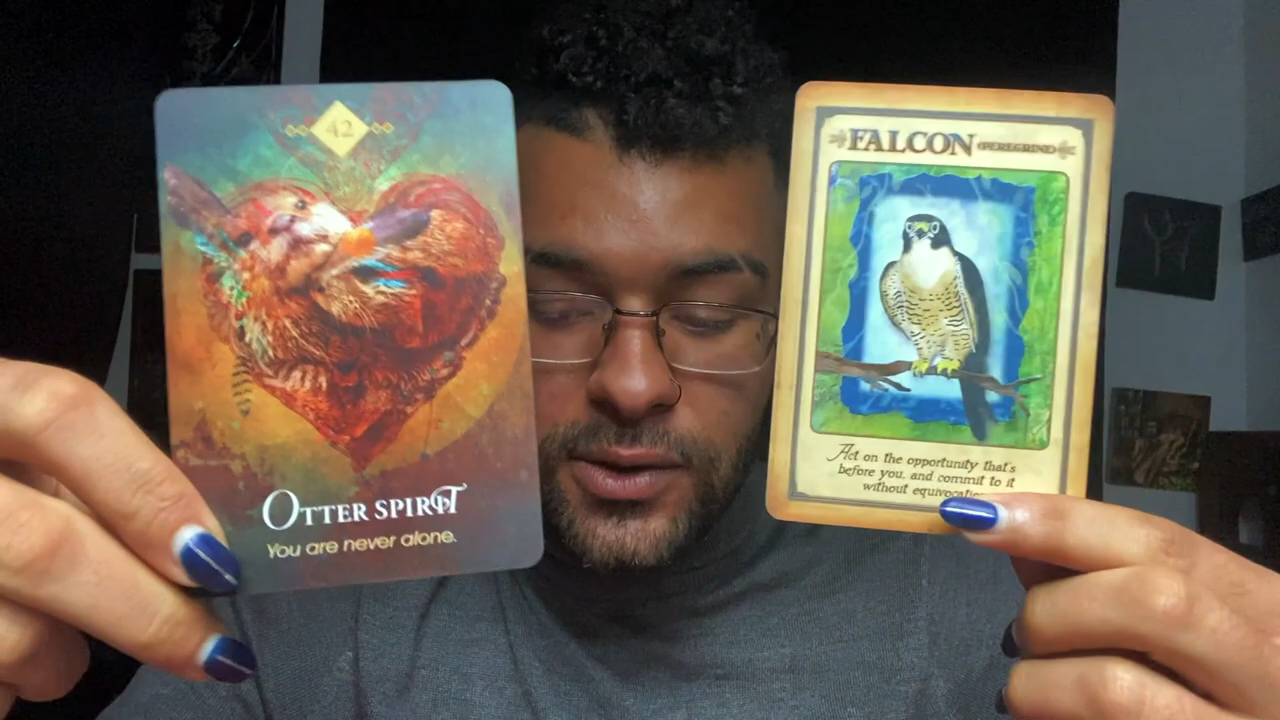 42
OTTER SPIRIT
You are never alone.
FALCON (PEREGRINE)
Act on the opportunity that's
before you, and commit to it
without